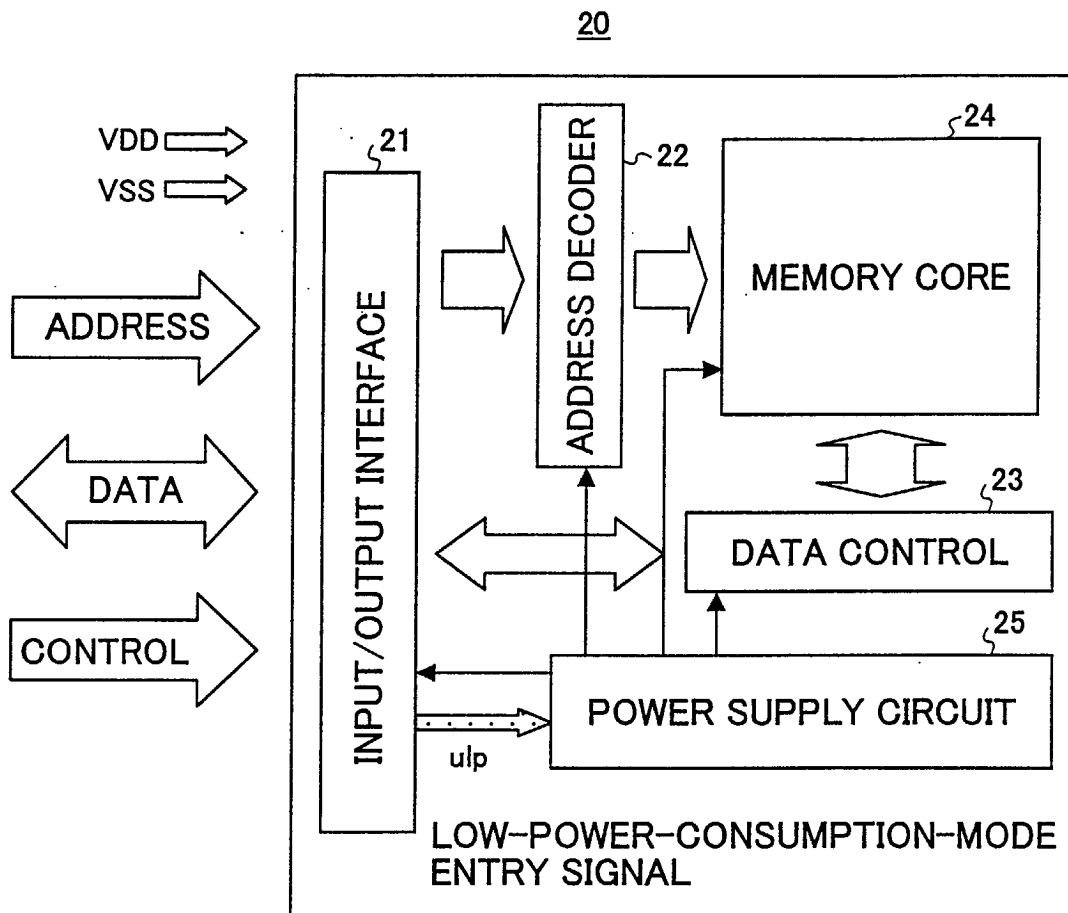 20
VDD
VSS
ADDRESS
DATA
CONTROL
21
INPUT/OUTPUT INTERFACE
22
ADDRESS DECODER
24
MEMORY CORE
23
DATA CONTROL
25
POWER SUPPLY CIRCUIT
ulp
LOW-POWER-CONSUMPTION-MODE
ENTRY SIGNAL